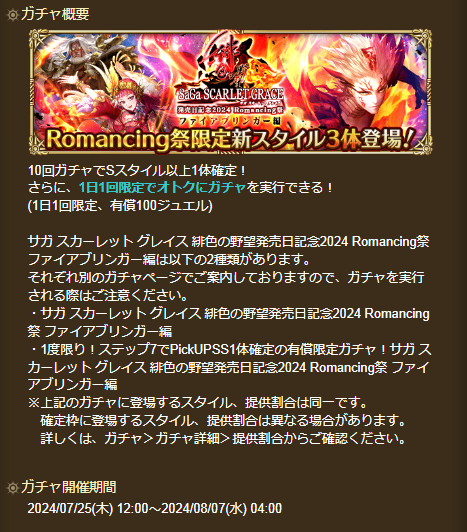 ガチャ概要
SaGa SCARLET GRACE
発売日記念2024 Romancing祭
ファイアブリンガー編
Romancing祭限定新スタイル3体登場!
10回ガチャでSスタイル以上1体確定！
さらに、1日1回限定でオトクにガチャを実行できる！
(1日1回限定、有償100ジュエル)
サガ スカーレット グレイス 緋色の野望発売日記念2024 Romancing祭
ファイアブリンガー編は以下の2種類があります。
それぞれ別のガチャページでご案内しておりますので、ガチャを実行
される際はご注意ください。
・サガ スカーレット グレイス 緋色の野望発売日記念2024 Romancing
祭 ファイアブリンガー編
・1度限り！ステップ7でPickUPSS1体確定の有償限定ガチャ！サガ ス
カーレット グレイス 緋色の野望発売日記念2024 Romancing祭 ファイ
アブリンガー編
※上記のガチャに登場するスタイル、提供割合は同一です。
確定枠に登場するスタイル、提供割合は異なる場合があります。
詳しくは、ガチャ＞ガチャ詳細＞提供割合からご確認ください。
ガチャ開催期間
2024/07/25(木) 12:00～2024/08/07(水) 04:00